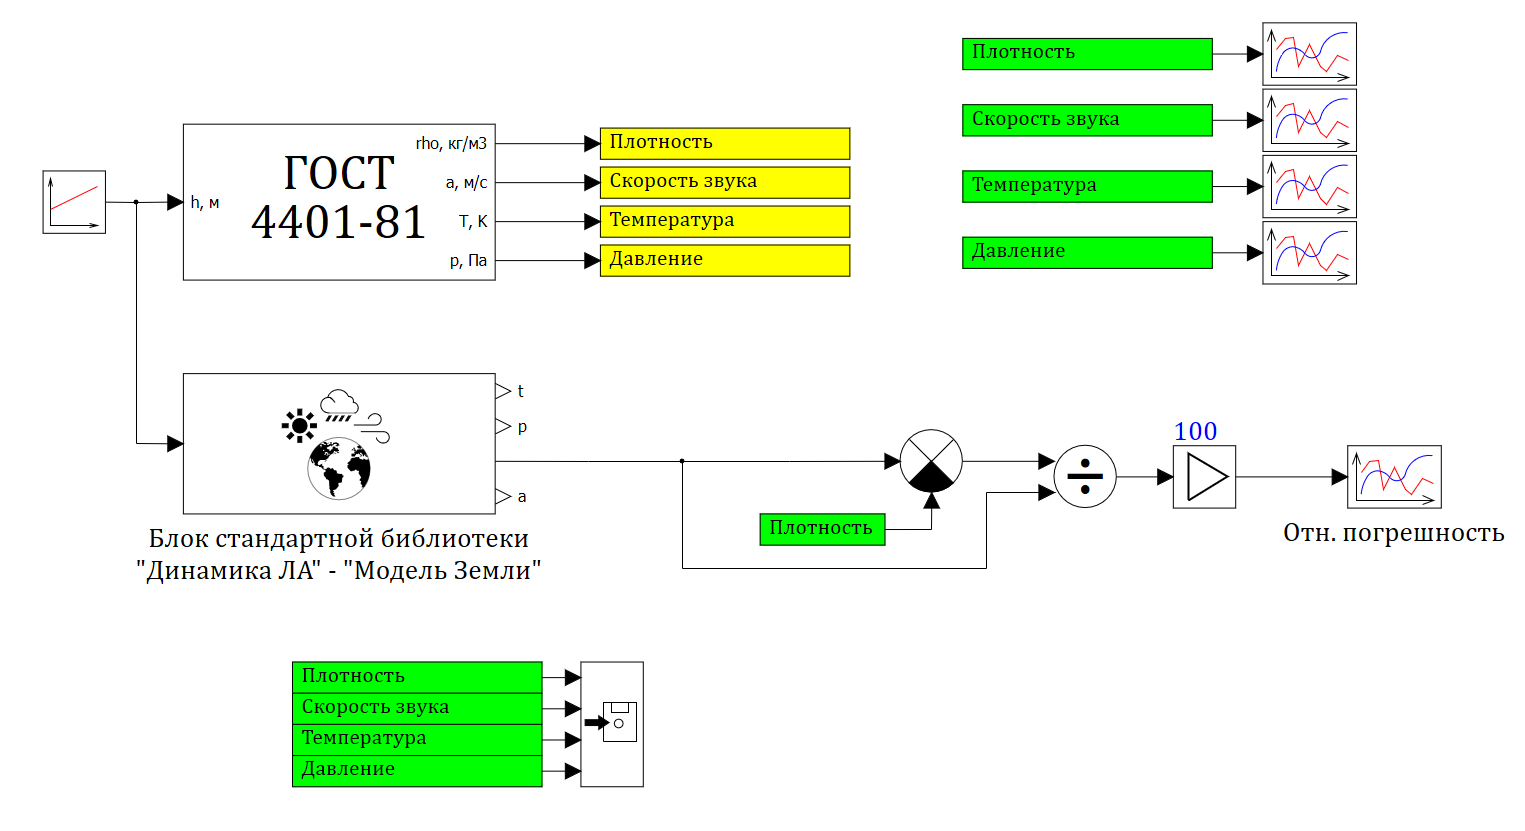 Плотность
Скорость звука
Температура
Давление
h, м
ГОСТ
4401-81
rho, кг/м3
a, м/с
T, K
p, Па
Плотность
Скорость звука
Температура
Давление
t
p
a
Блок стандартной библиотеки
"Динамика ЛА" - "Модель Земли"
Плотность
÷
100
Отн. погрешность
Плотность
Скорость звука
Температура
Давление